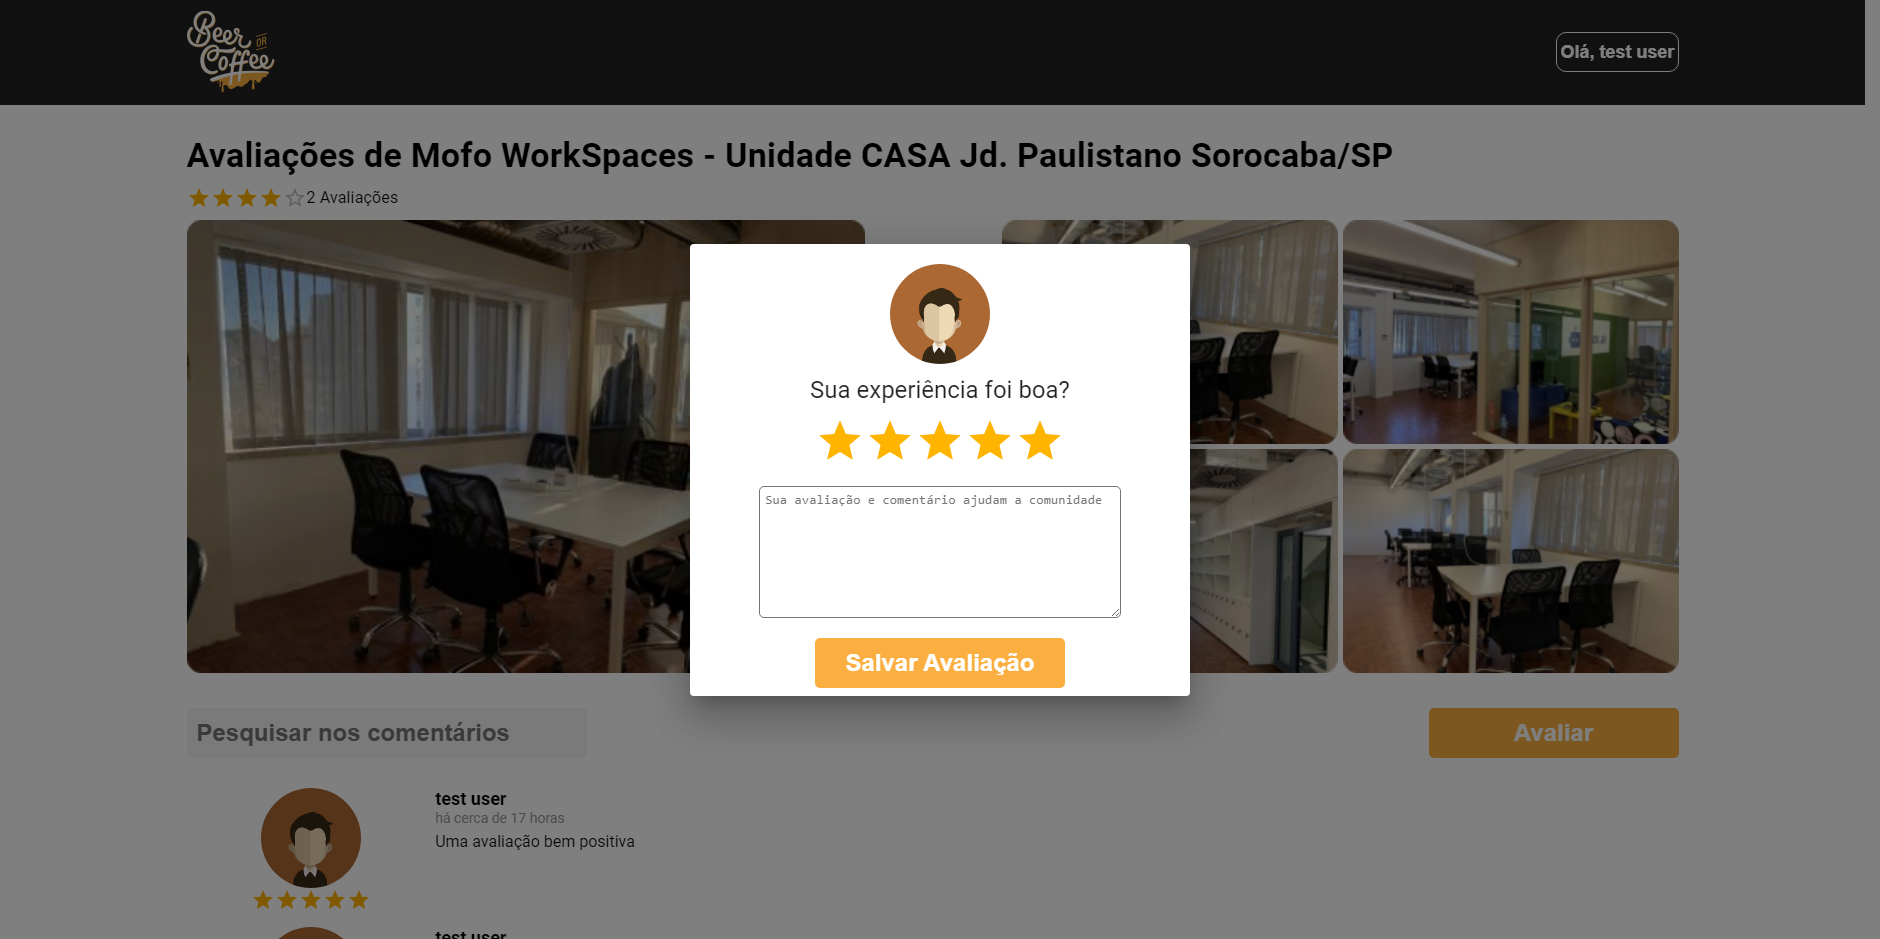 Beer OR
Coffee
Olá, test user
Avaliações de Mofo WorkSpaces - Unidade CASA Jd. Paulistano Sorocaba/SP
2 Avaliações
Sua experiência foi boa?
Sua avaliação e comentário ajudam a comunidade
Salvar Avaliação
Pesquisar nos comentários
Avaliar
test user
há cerca de 17 horas
Uma avaliação bem positiva
test user